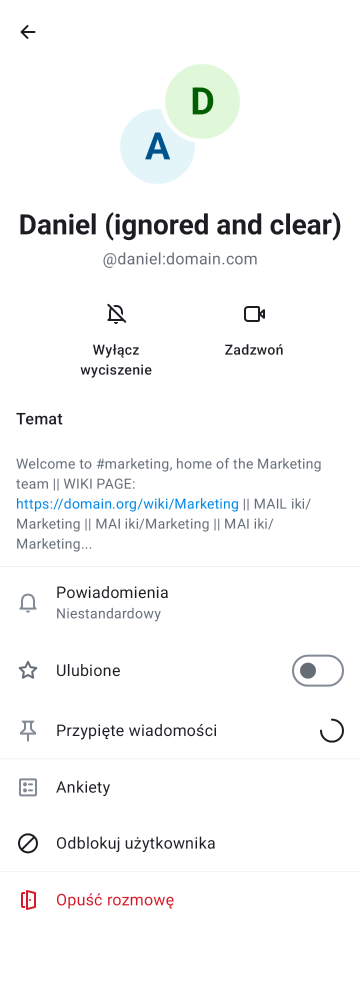 D
A
Daniel (ignored and clear)
@daniel:domain.com
Wyłącz
wyciszenie
Zadzwoń
Temat
Welcome to #marketing, home of the Marketing
team || WIKI PAGE:
https://domain.org/wiki/Marketing || MAIL iki/
Marketing || MAI iki/Marketing || MAI iki/
Marketing...
Powiadomienia
Niestandardowy
Ulubione
Przypięte wiadomości
Ankiety
Odblokuj użytkownika
Opuść rozmowę